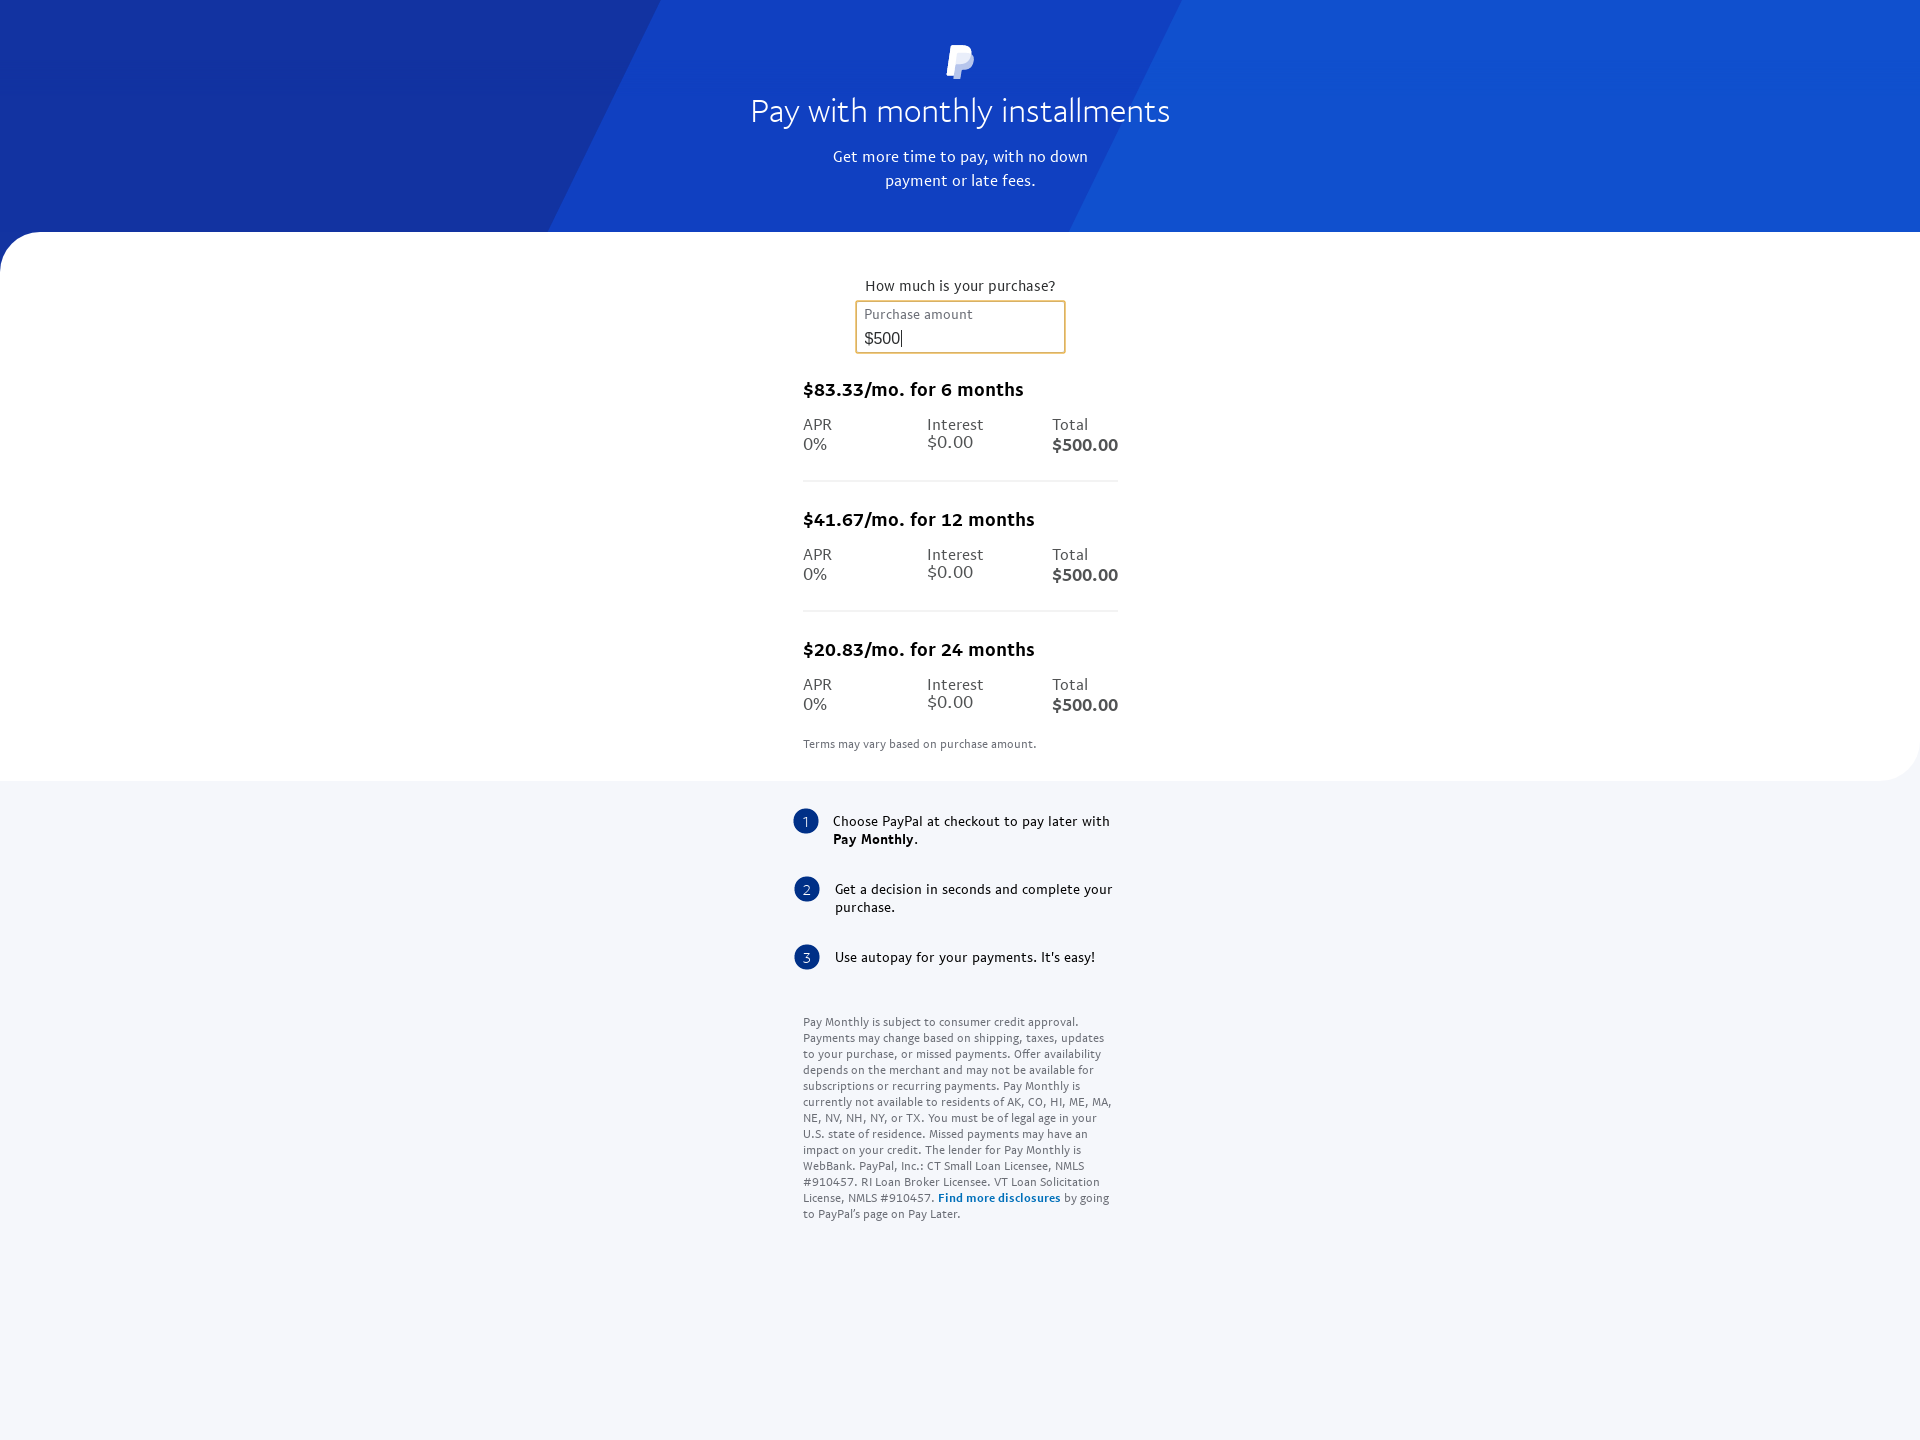 Pay with monthly installments
Get more time to pay, with no down
payment or late fees.
How much is your purchase?
Purchase amount
$500
$83.33/mo. for 6 months
APR Interest Total
0% $0.00 $500.00
$41.67/mo. for 12 months
APR Interest Total
0% $0.00 $500.00
$20.83/mo. for 24 months
APR Interest Total
0% $0.00 $500.00
Terms may vary based on purchase amount.
1 Choose PayPal at checkout to pay later with
Pay Monthly.
2 Get a decision in seconds and complete your
purchase.
3 Use autopay for your payments. It's easy!
Pay Monthly is subject to consumer credit approval.
Payments may change based on shipping, taxes, updates
to your purchase, or missed payments. Offer availability
depends on the merchant and may not be available for
subscriptions or recurring payments. Pay Monthly is
currently not available to residents of AK, CO, HI, ME, MA,
NE, NV, NH, NY, or TX. You must be of legal age in your
U.S. state of residence. Missed payments may have an
impact on your credit. The lender for Pay Monthly is
WebBank. PayPal, Inc.: CT Small Loan Licensee, NMLS
#910457. RI Loan Broker Licensee. VT Loan Solicitation
License, NMLS #910457. Find more disclosures by going
to PayPal's page on Pay Later.